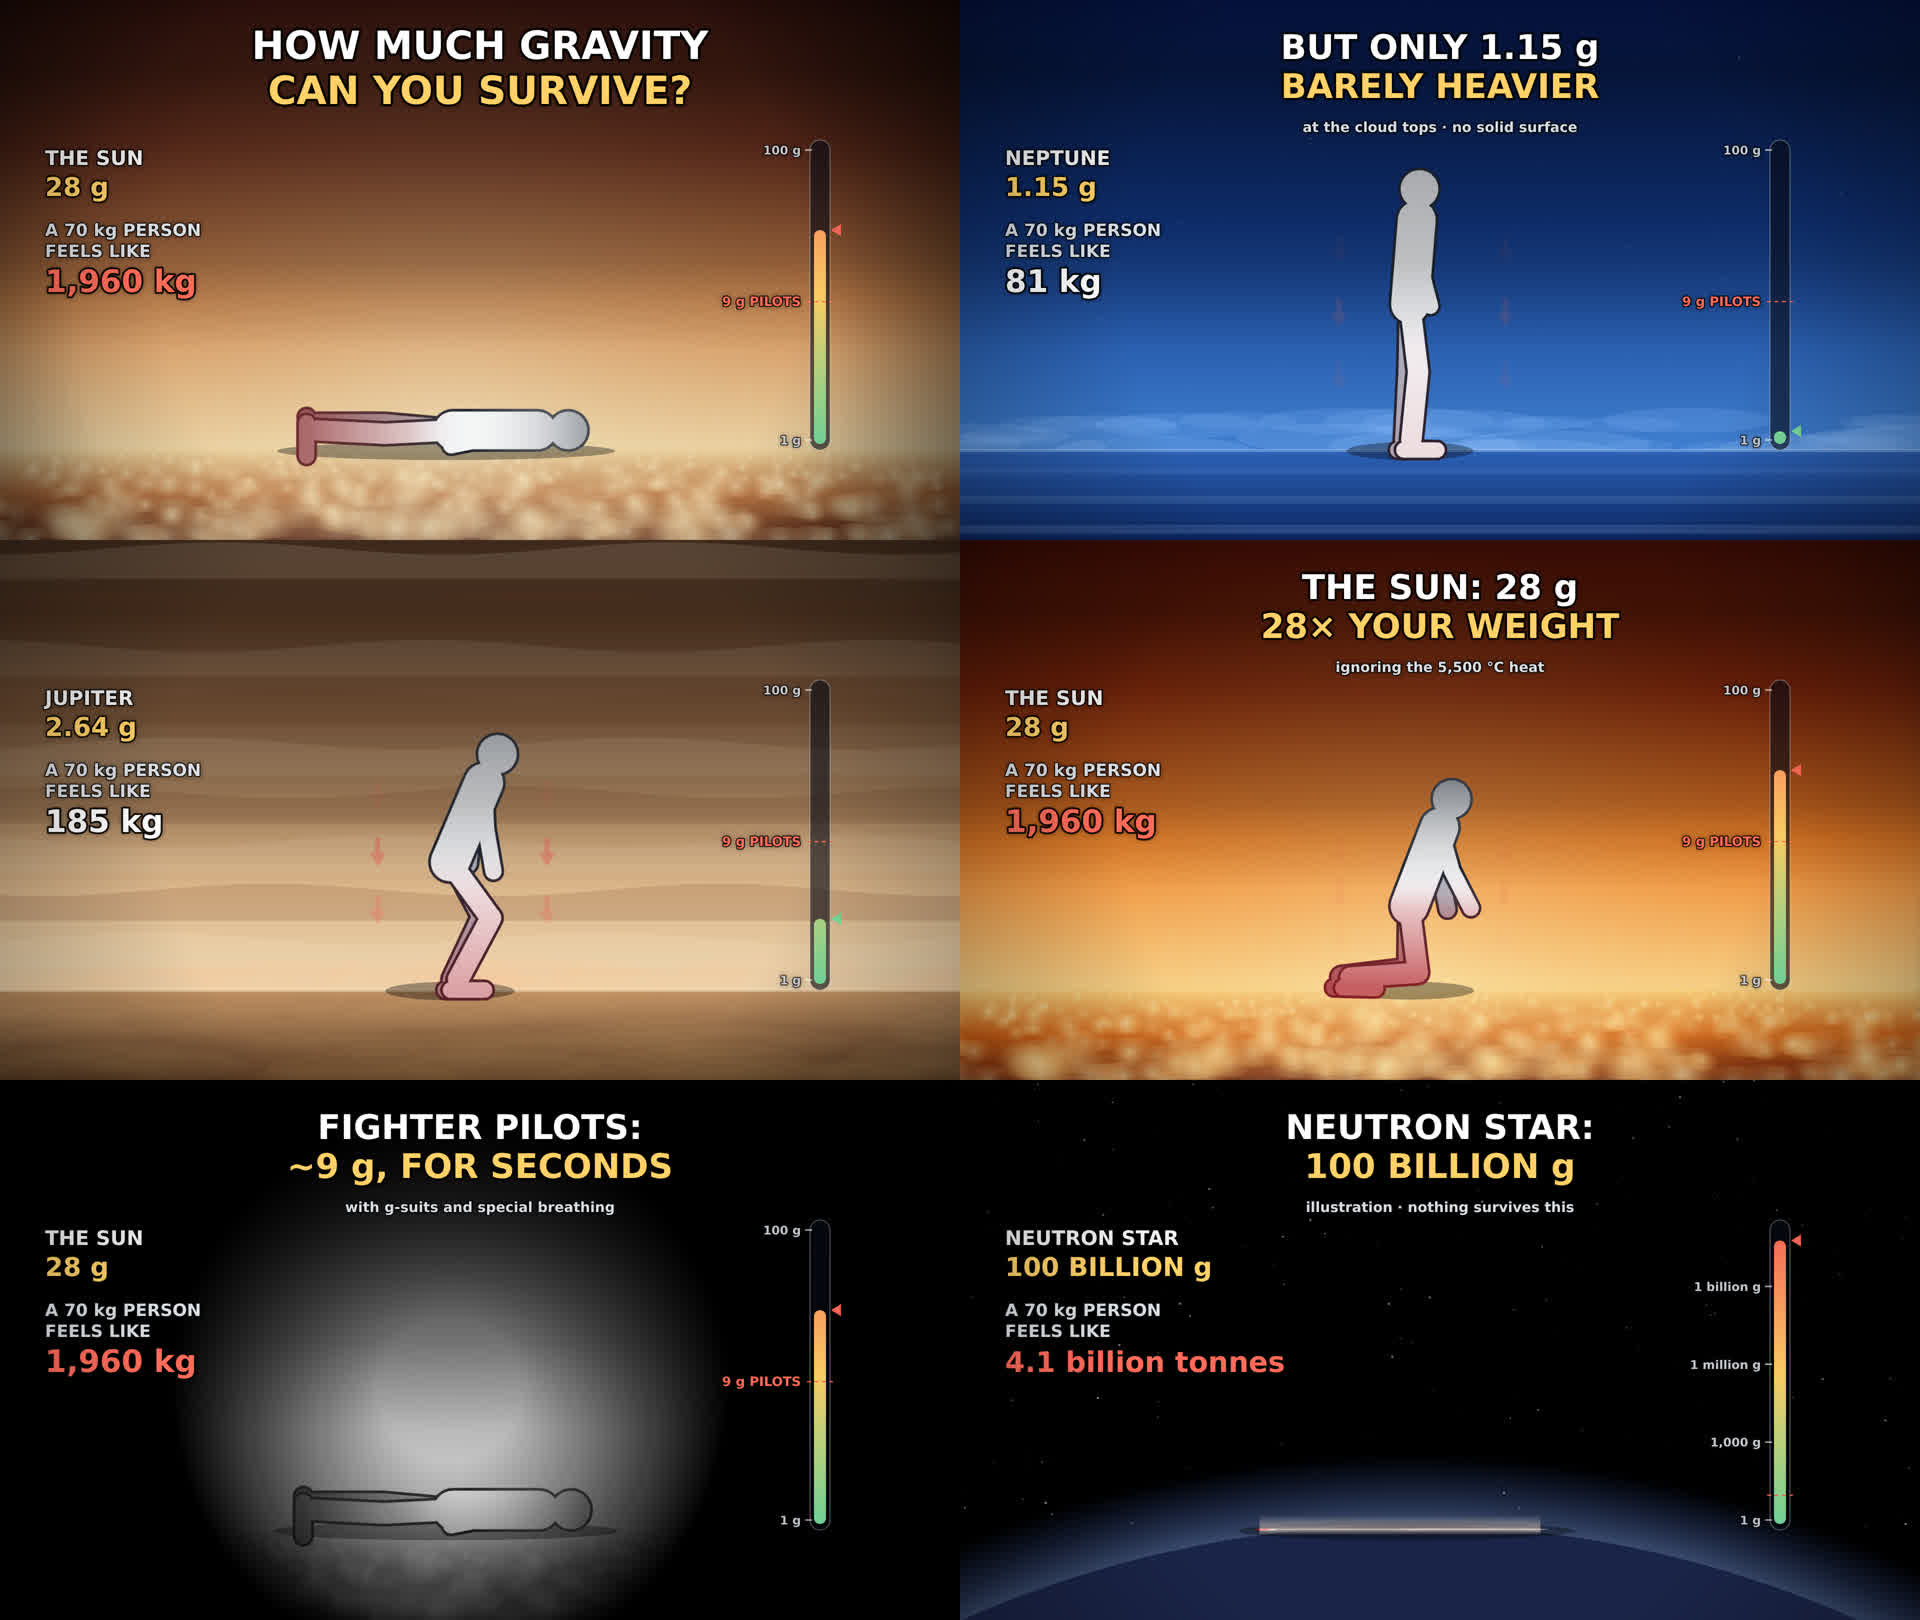 HOW MUCH GRAVITY
CAN YOU SURVIVE?
THE SUN
28 g
A 70 kg PERSON
FEELS LIKE
1,960 kg
100 g
9 g PILOTS
1 g
BUT ONLY 1.15 g
BARELY HEAVIER
at the cloud tops · no solid surface
NEPTUNE
1.15 g
A 70 kg PERSON
FEELS LIKE
81 kg
100 g
9 g PILOTS
1 g
JUPITER
2.64 g
A 70 kg PERSON
FEELS LIKE
185 kg
100 g
9 g PILOTS
1 g
THE SUN: 28 g
28× YOUR WEIGHT
ignoring the 5,500 °C heat
THE SUN
28 g
A 70 kg PERSON
FEELS LIKE
1,960 kg
100 g
9 g PILOTS
1 g
FIGHTER PILOTS:
~9 g, FOR SECONDS
with g-suits and special breathing
THE SUN
28 g
A 70 kg PERSON
FEELS LIKE
1,960 kg
100 g
9 g PILOTS
1 g
NEUTRON STAR:
100 BILLION g
illustration · nothing survives this
NEUTRON STAR
100 BILLION g
A 70 kg PERSON
FEELS LIKE
4.1 billion tonnes
1 billion g
1 million g
1,000 g
1 g